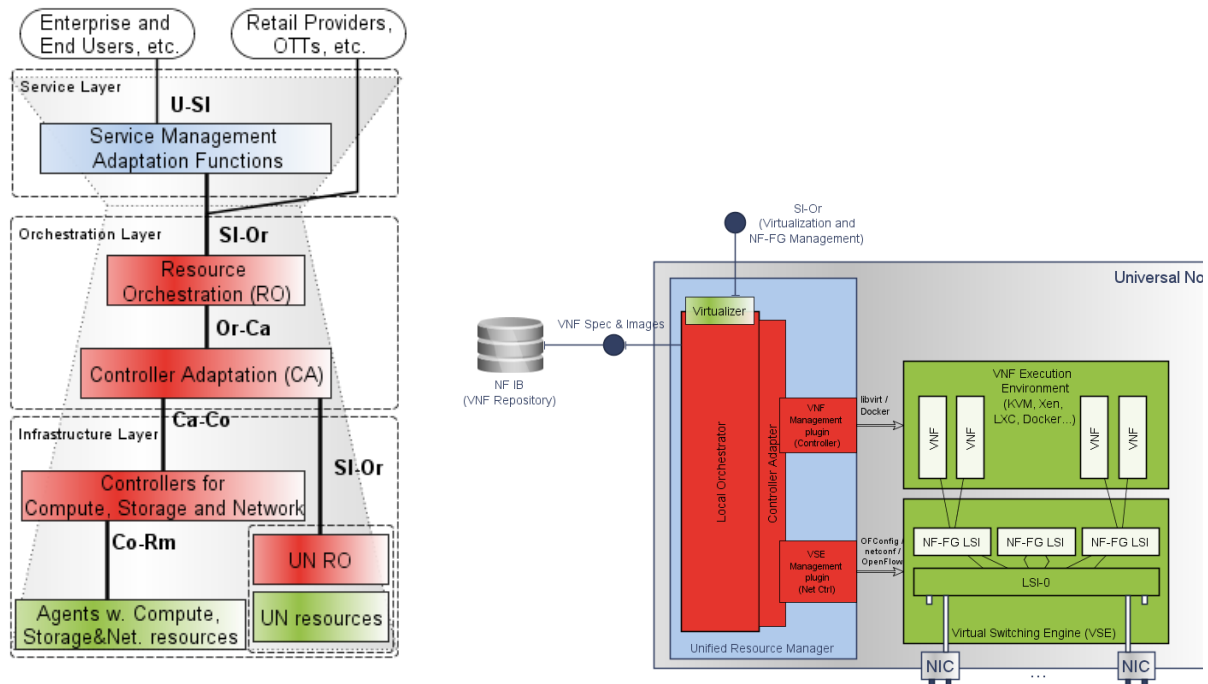 Enterprise and
End Users, etc.
Retail Providers,
OTTs, etc.
Service Layer
U-Sl
Service Management
Adaptation Functions
Orchestration Layer
Sl-Or
Resource
Orchestration (RO)
Or-Ca
Controller Adaptation (CA)
Ca-Co
Infrastructure Layer
Sl-Or
Controllers for
Compute, Storage and Network
Co-Rm
UN RO
Agents w. Compute,
Storage&Net. resources
UN resources
SI-Or
(Virtualization and
NF-FG Management)
Universal No
Virtualizer
VNF Spec & Images
NF IB
(VNF Repository)
Local Orchestrator
Controller Adapter
VNF
Management
plugin
(Controller)
libvirt /
Docker
VNF Execution
Environment
(KVM, Xen,
LXC, Docker...)
VNF
VNF
VNF
VNF
VSE
Management
plugin
(Net Ctrl)
OFConfig /
netconf /
OpenFlow
NF-FG LSI
NF-FG LSI
NF-FG LSI
LSI-0
Virtual Switching Engine (VSE)
Unified Resource Manager
NIC
...
NIC